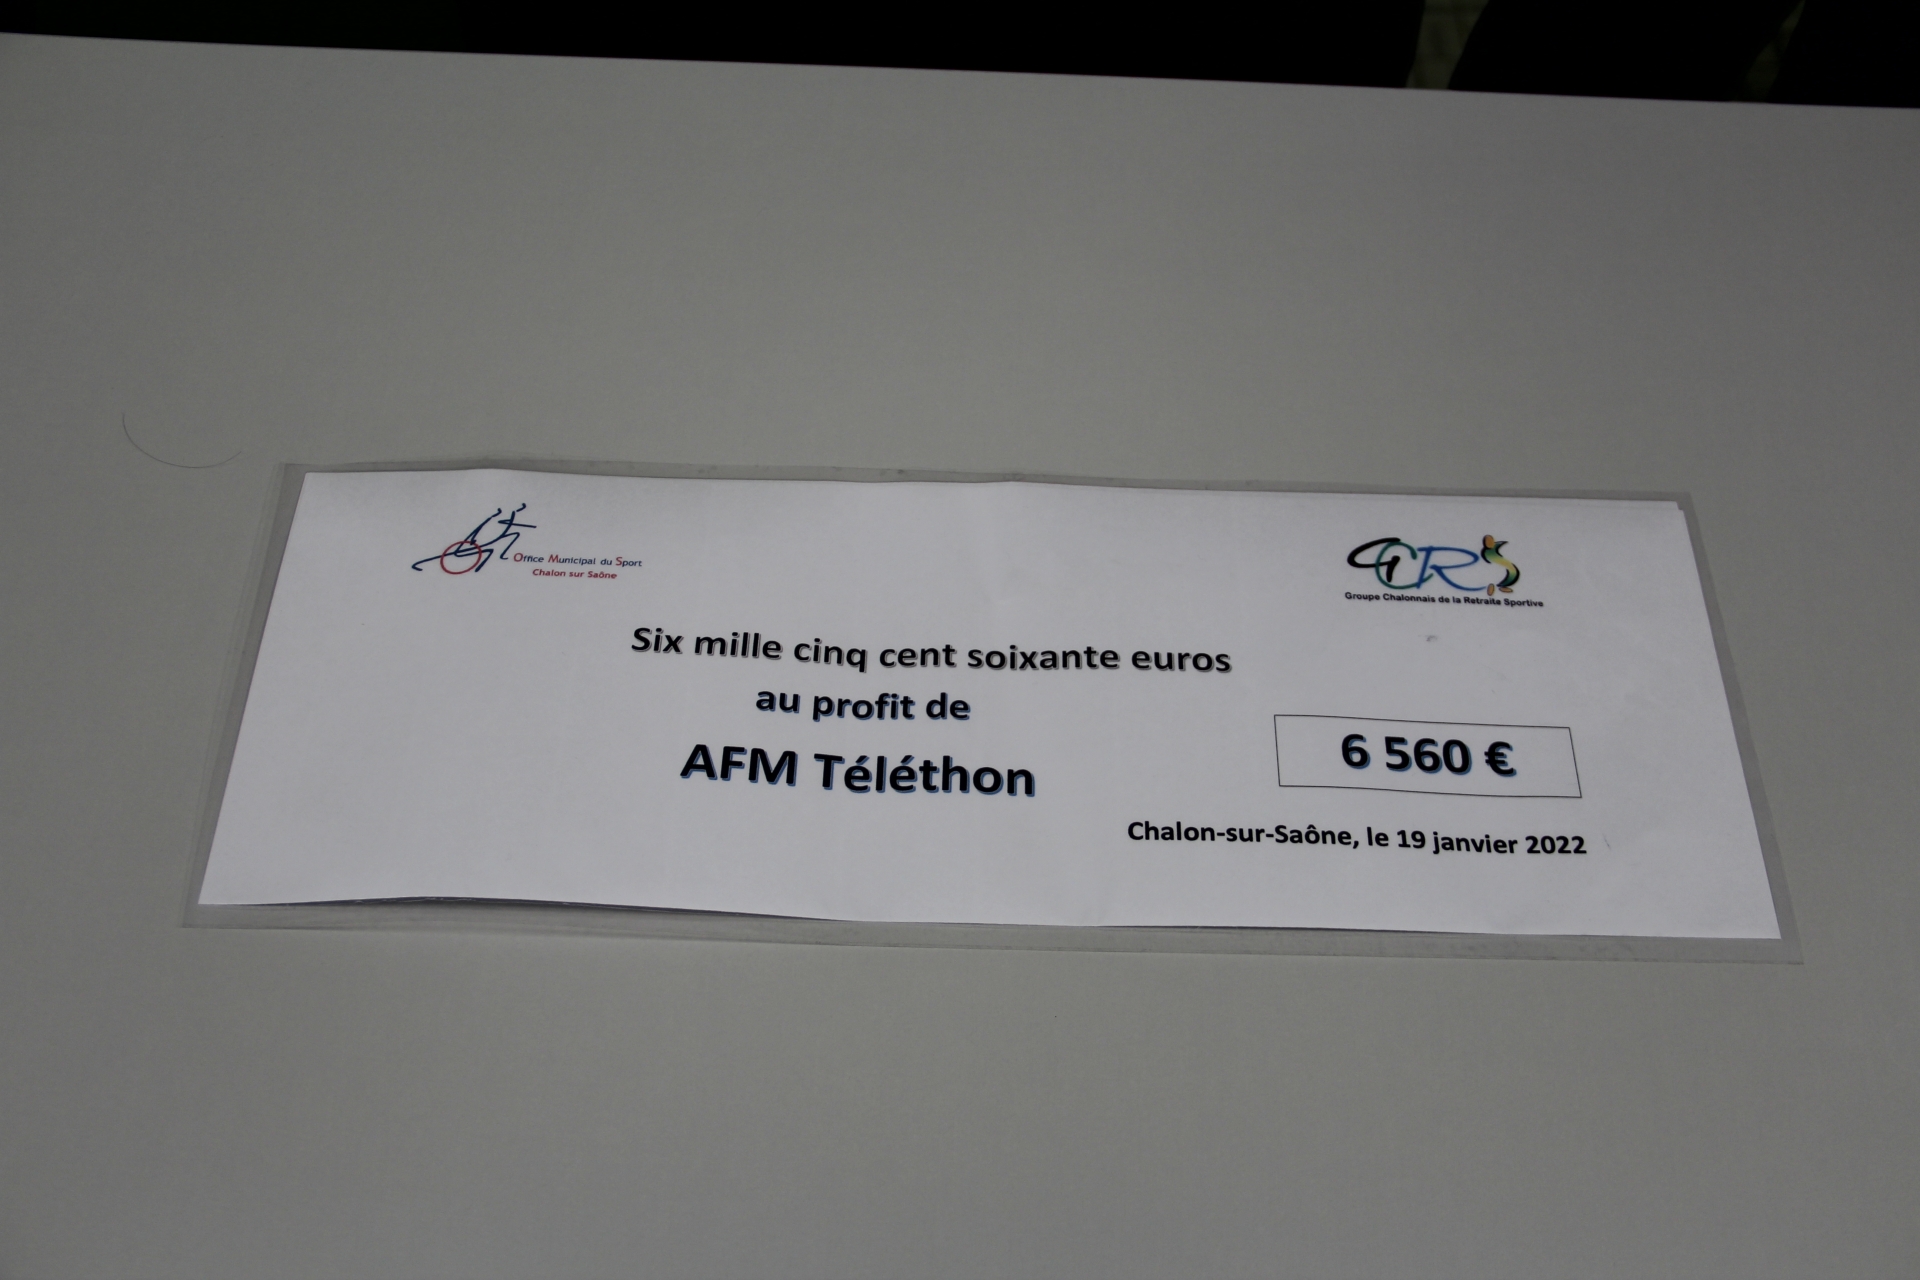 Office Municipal du Sport
Chalon sur Saône
GCRS
Groupe Chalonnais de la Retraite Sportive
Six mille cinq cent soixante euros
au profit de
AFM Téléthon
6 560 €
Chalon-sur-Saône, le 19 janvier 2022